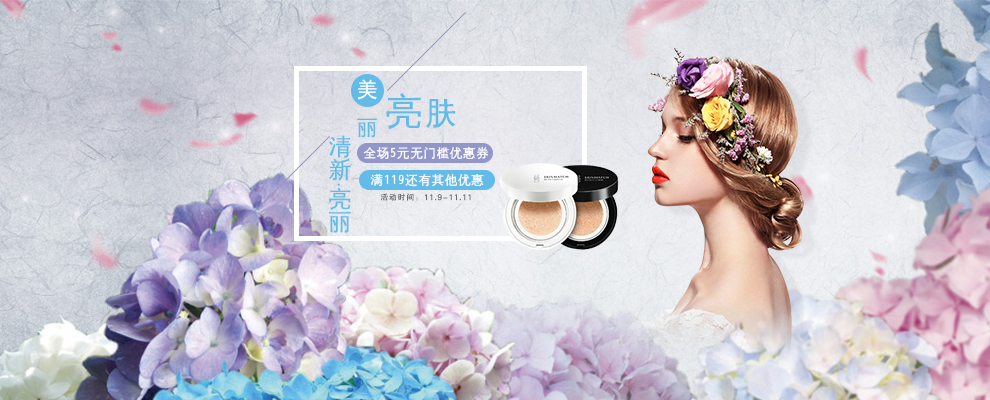 美丽
亮肤
清新·亮丽
全场5元无门槛优惠券
满119还有其他优惠
活动时间：11.9-11.11